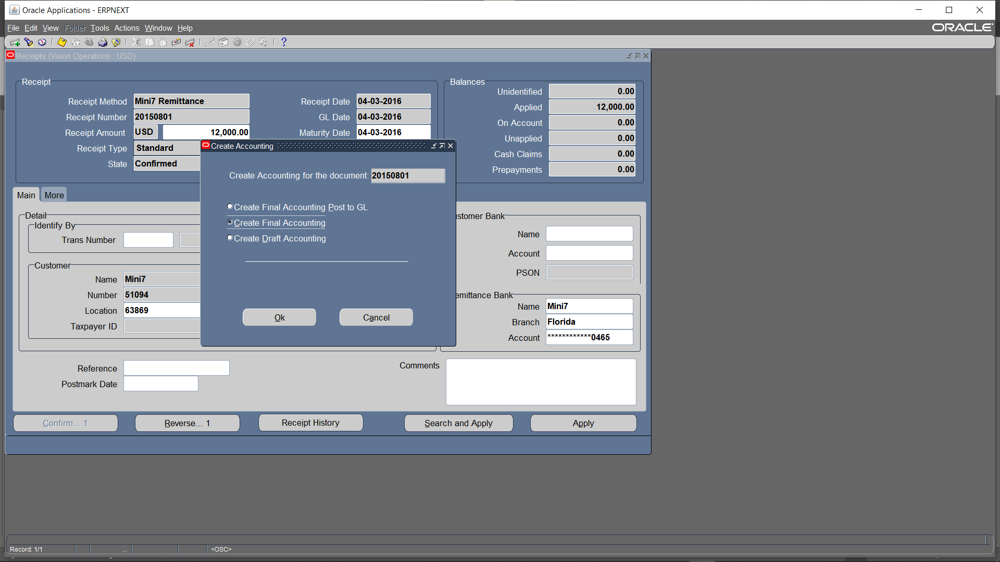 Oracle Applications - ERPNEXT
File Edit View Folder Tools Actions Window Help
ORACLE
Receipts (Vision Operations : USD)
Receipt
Receipt Method Mini7 Remittance
Receipt Number 20150801
Receipt Amount USD 12,000.00
Receipt Type Standard
State Confirmed
Receipt Date 04-03-2016
GL Date 04-03-2016
Maturity Date 04-03-2016
Balances
Unidentified 0.00
Applied 12,000.00
On Account 0.00
Unapplied 0.00
Cash Claims 0.00
Prepayments 0.00
Create Accounting
Create Accounting for the document: 20150801
Create Final Accounting Post to GL
Create Final Accounting
Create Draft Accounting
Ok Cancel
Main More
Detail
Identify By
Trans Number
Customer
Name Mini7
Number 51094
Location 63869
Taxpayer ID
ustomer Bank
Name
Account
PSON
emittance Bank
Name Mini7
Branch Florida
Account ************0465
Reference
Postmark Date
Comments
Confirm... 1 Reverse... 1 Receipt History Search and Apply Apply
Record: 1/1 ... <OSC>